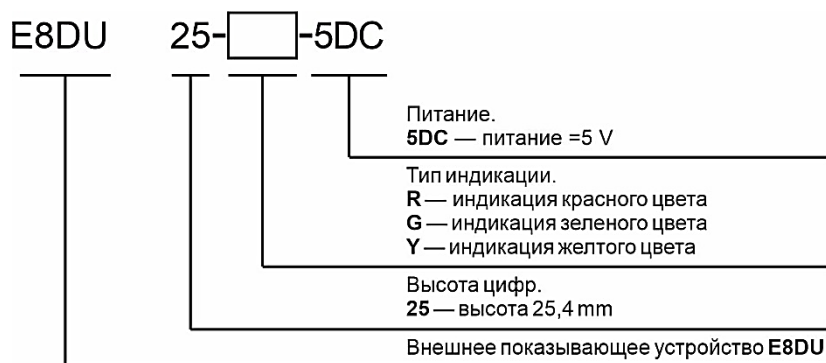 E8DU 25- -5DC
Питание.
5DC — питание =5 V
Тип индикации.
R — индикация красного цвета
G — индикация зеленого цвета
Y — индикация желтого цвета
Высота цифр.
25 — высота 25,4 mm
Внешнее показывающее устройство E8DU